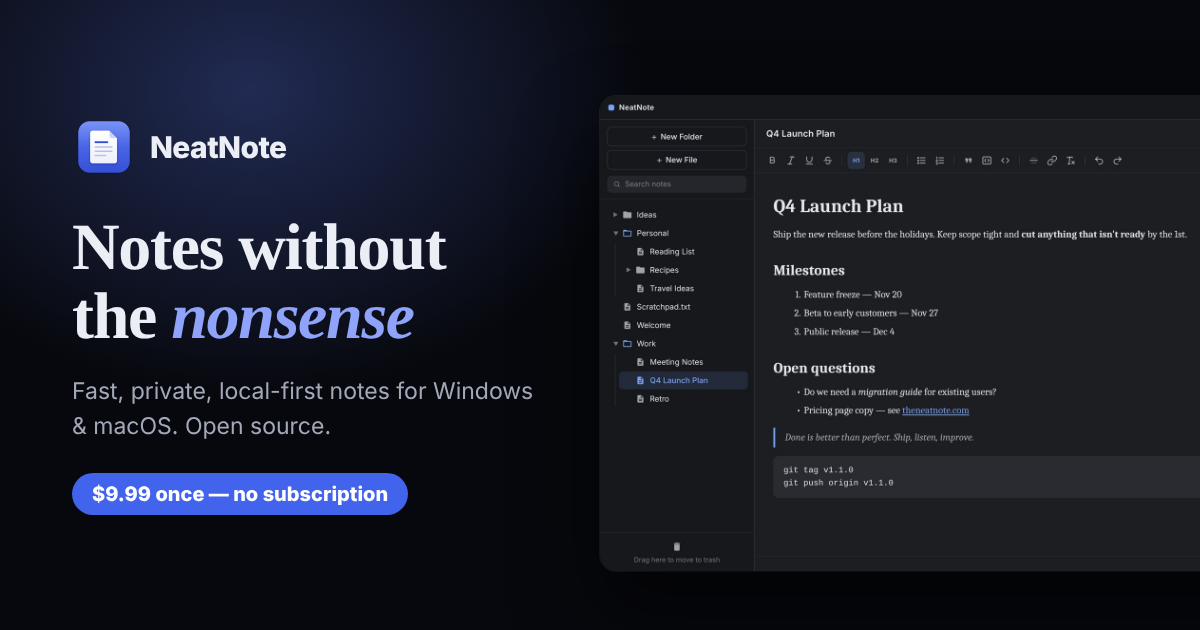 NeatNote
Notes without
the nonsense
Fast, private, local-first notes for Windows
& macOS. Open source.
$9.99 once — no subscription
NeatNote
+ New Folder
+ New File
Search notes
Ideas
Personal
Reading List
Recipes
Travel Ideas
Scratchpad.txt
Welcome
Work
Meeting Notes
Q4 Launch Plan
Retro
Drag here to move to trash
Q4 Launch Plan
B I U S H1 H2 H3
Q4 Launch Plan
Ship the new release before the holidays. Keep scope tight and cut anything that isn't ready by the 1st.
Milestones
1. Feature freeze — Nov 20
2. Beta to early customers — Nov 27
3. Public release — Dec 4
Open questions
• Do we need a migration guide for existing users?
• Pricing page copy — see theneatnote.com
Done is better than perfect. Ship, listen, improve.
git tag v1.1.0
git push origin v1.1.0